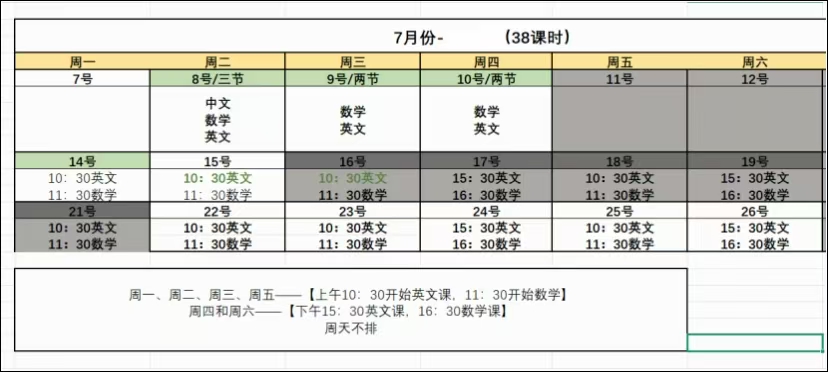 7月份- （38课时）
周一 周二 周三 周四 周五 周六
7号 8号/三节 9号/两节 10号/两节 11号 12号
中文
数学 数学 数学
英文 英文 英文
14号 15号 16号 17号 18号 19号
10：30英文 10：30英文 10：30英文 15：30英文 10：30英文 15：30英文
11：30数学 11：30数学 11：30数学 16：30数学 11：30数学 16：30数学
21号 22号 23号 24号 25号 26号
10：30英文 10：30英文 10：30英文 15：30英文 10：30英文 15：30英文
11：30数学 11：30数学 11：30数学 16：30数学 11：30数学 16：30数学
周一、周二、周三、周五——【上午10：30开始英文课，11：30开始数学】
周四和周六——【下午15：30英文课，16：30数学课】
周天不排